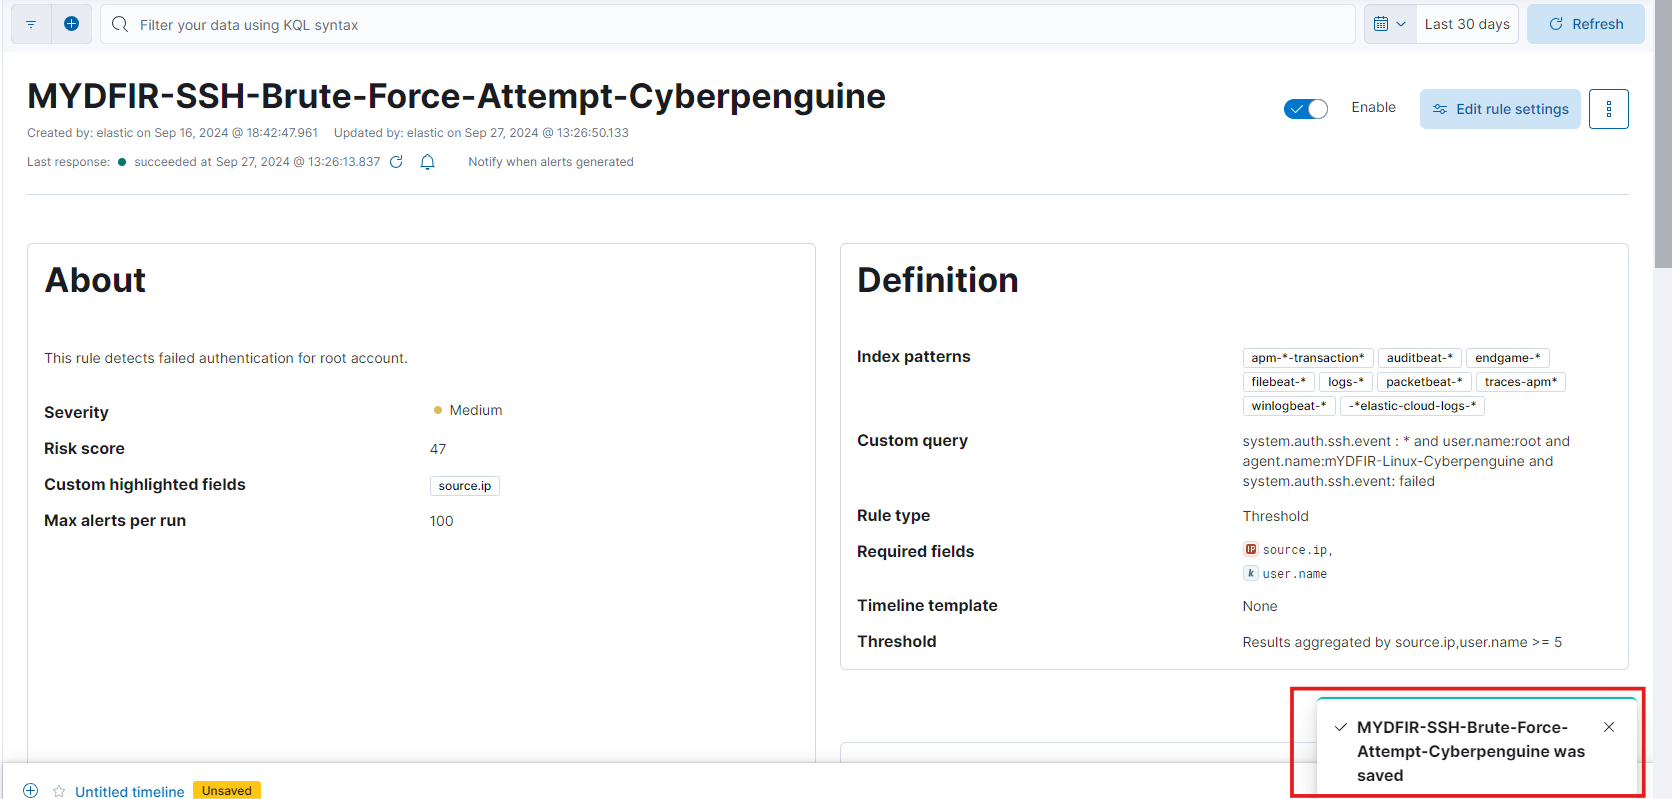 Filter your data using KQL syntax
Last 30 days
Refresh
MYDFIR-SSH-Brute-Force-Attempt-Cyberpenguine
Created by: elastic on Sep 16, 2024 @ 18:42:47.961 Updated by: elastic on Sep 27, 2024 @ 13:26:50.133
Last response: succeeded at Sep 27, 2024 @ 13:26:13.837 Notify when alerts generated
Enable
Edit rule settings
About
This rule detects failed authentication for root account.
Severity Medium
Risk score 47
Custom highlighted fields source.ip
Max alerts per run 100
Definition
Index patterns apm-*-transaction* auditbeat-* endgame-*
filebeat-* logs-* packetbeat-* traces-apm*
winlogbeat-* -*elastic-cloud-logs-*
Custom query system.auth.ssh.event : * and user.name:root and
agent.name:mYDFIR-Linux-Cyberpenguine and
system.auth.ssh.event: failed
Rule type Threshold
Required fields IP source.ip,
k user.name
Timeline template None
Threshold Results aggregated by source.ip,user.name >= 5
MYDFIR-SSH-Brute-Force-
Attempt-Cyberpenguine was
saved
Untitled timeline Unsaved